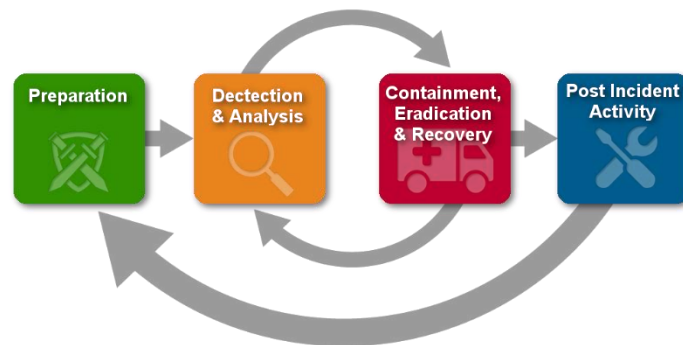 Preparation
Dectection
& Analysis
Containment,
Eradication
& Recovery
Post Incident
Activity